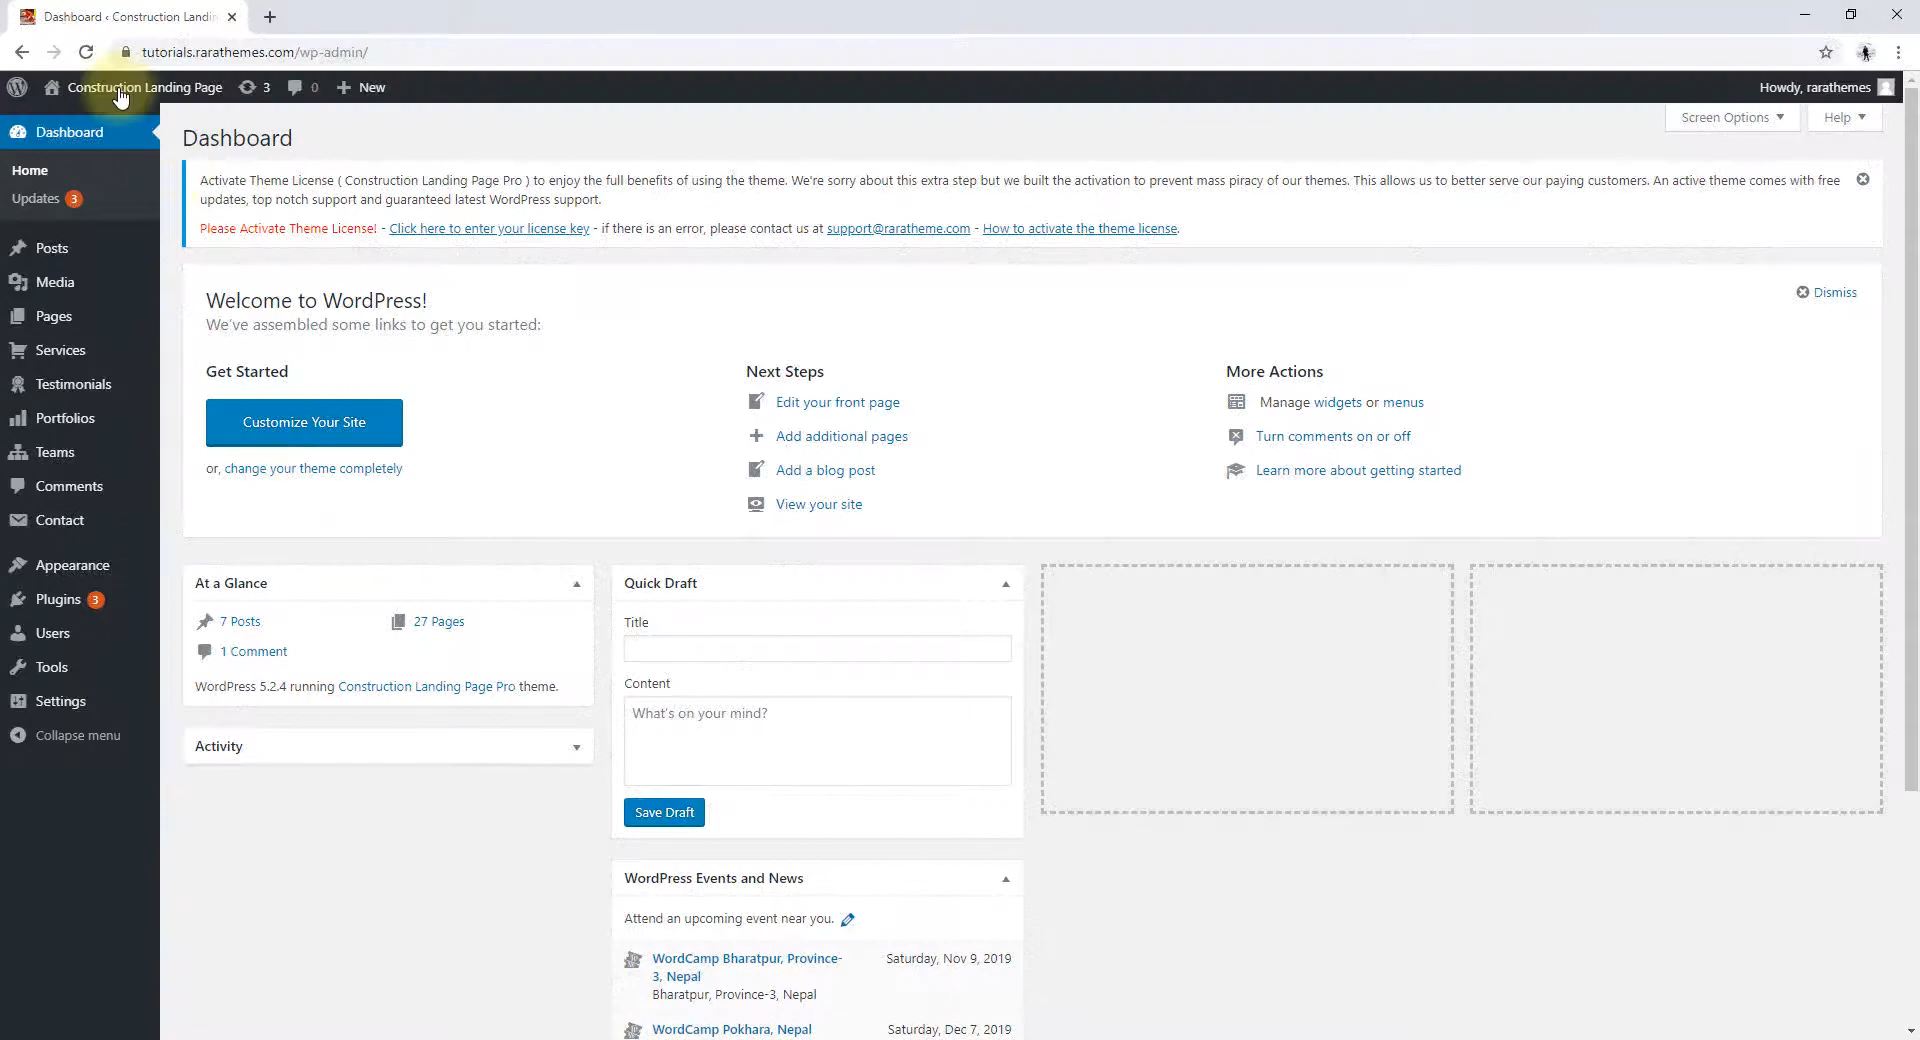 Dashboard ‹ Construction Landin
tutorials.rarathemes.com/wp-admin/
Construction Landing Page 3 0 New Howdy, rarathemes
Screen Options Help
Dashboard
Home
Updates 3
Posts
Media
Pages
Services
Testimonials
Portfolios
Teams
Comments
Contact
Appearance
Plugins 3
Users
Tools
Settings
Collapse menu
Dashboard
Activate Theme License ( Construction Landing Page Pro ) to enjoy the full benefits of using the theme. We're sorry about this extra step but we built the activation to prevent mass piracy of our themes. This allows us to better serve our paying customers. An active theme comes with free
updates, top notch support and guaranteed latest WordPress support.
Please Activate Theme License! - Click here to enter your license key - if there is an error, please contact us at support@raratheme.com - How to activate the theme license.
Welcome to WordPress!
We've assembled some links to get you started:
Dismiss
Get Started
Customize Your Site
or, change your theme completely
Next Steps
Edit your front page
Add additional pages
Add a blog post
View your site
More Actions
Manage widgets or menus
Turn comments on or off
Learn more about getting started
At a Glance
7 Posts 27 Pages
1 Comment
WordPress 5.2.4 running Construction Landing Page Pro theme.
Activity
Quick Draft
Title
Content
What's on your mind?
Save Draft
WordPress Events and News
Attend an upcoming event near you.
WordCamp Bharatpur, Province- Saturday, Nov 9, 2019
3, Nepal
Bharatpur, Province-3, Nepal
WordCamp Pokhara, Nepal Saturday, Dec 7, 2019